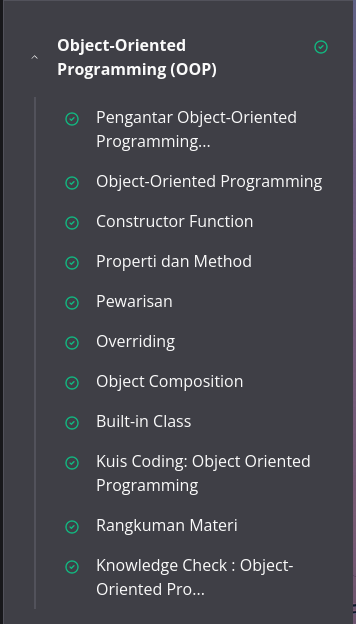 Object-Oriented
Programming (OOP)
Pengantar Object-Oriented
Programming...
Object-Oriented Programming
Constructor Function
Properti dan Method
Pewarisan
Overriding
Object Composition
Built-in Class
Kuis Coding: Object Oriented
Programming
Rangkuman Materi
Knowledge Check : Object-
Oriented Pro...